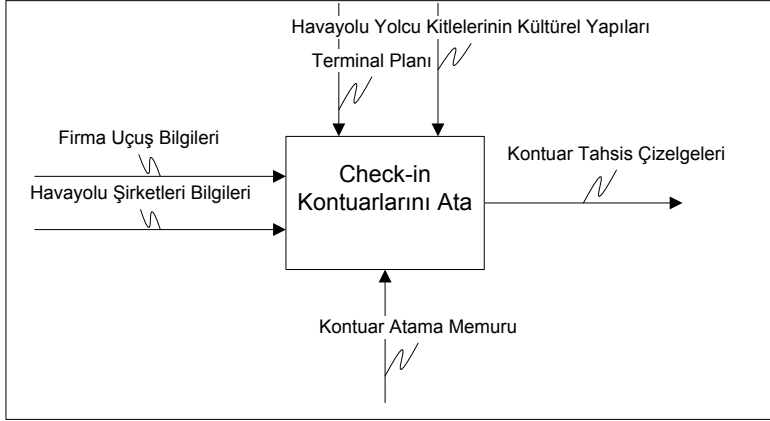 Havayolu Yolcu Kitlelerinin Kültürel Yapıları
Terminal Planı
Firma Uçuş Bilgileri
Havayolu Şirketleri Bilgileri
Check-in
Kontuarlarını Ata
Kontuar Tahsis Çizelgeleri
Kontuar Atama Memuru